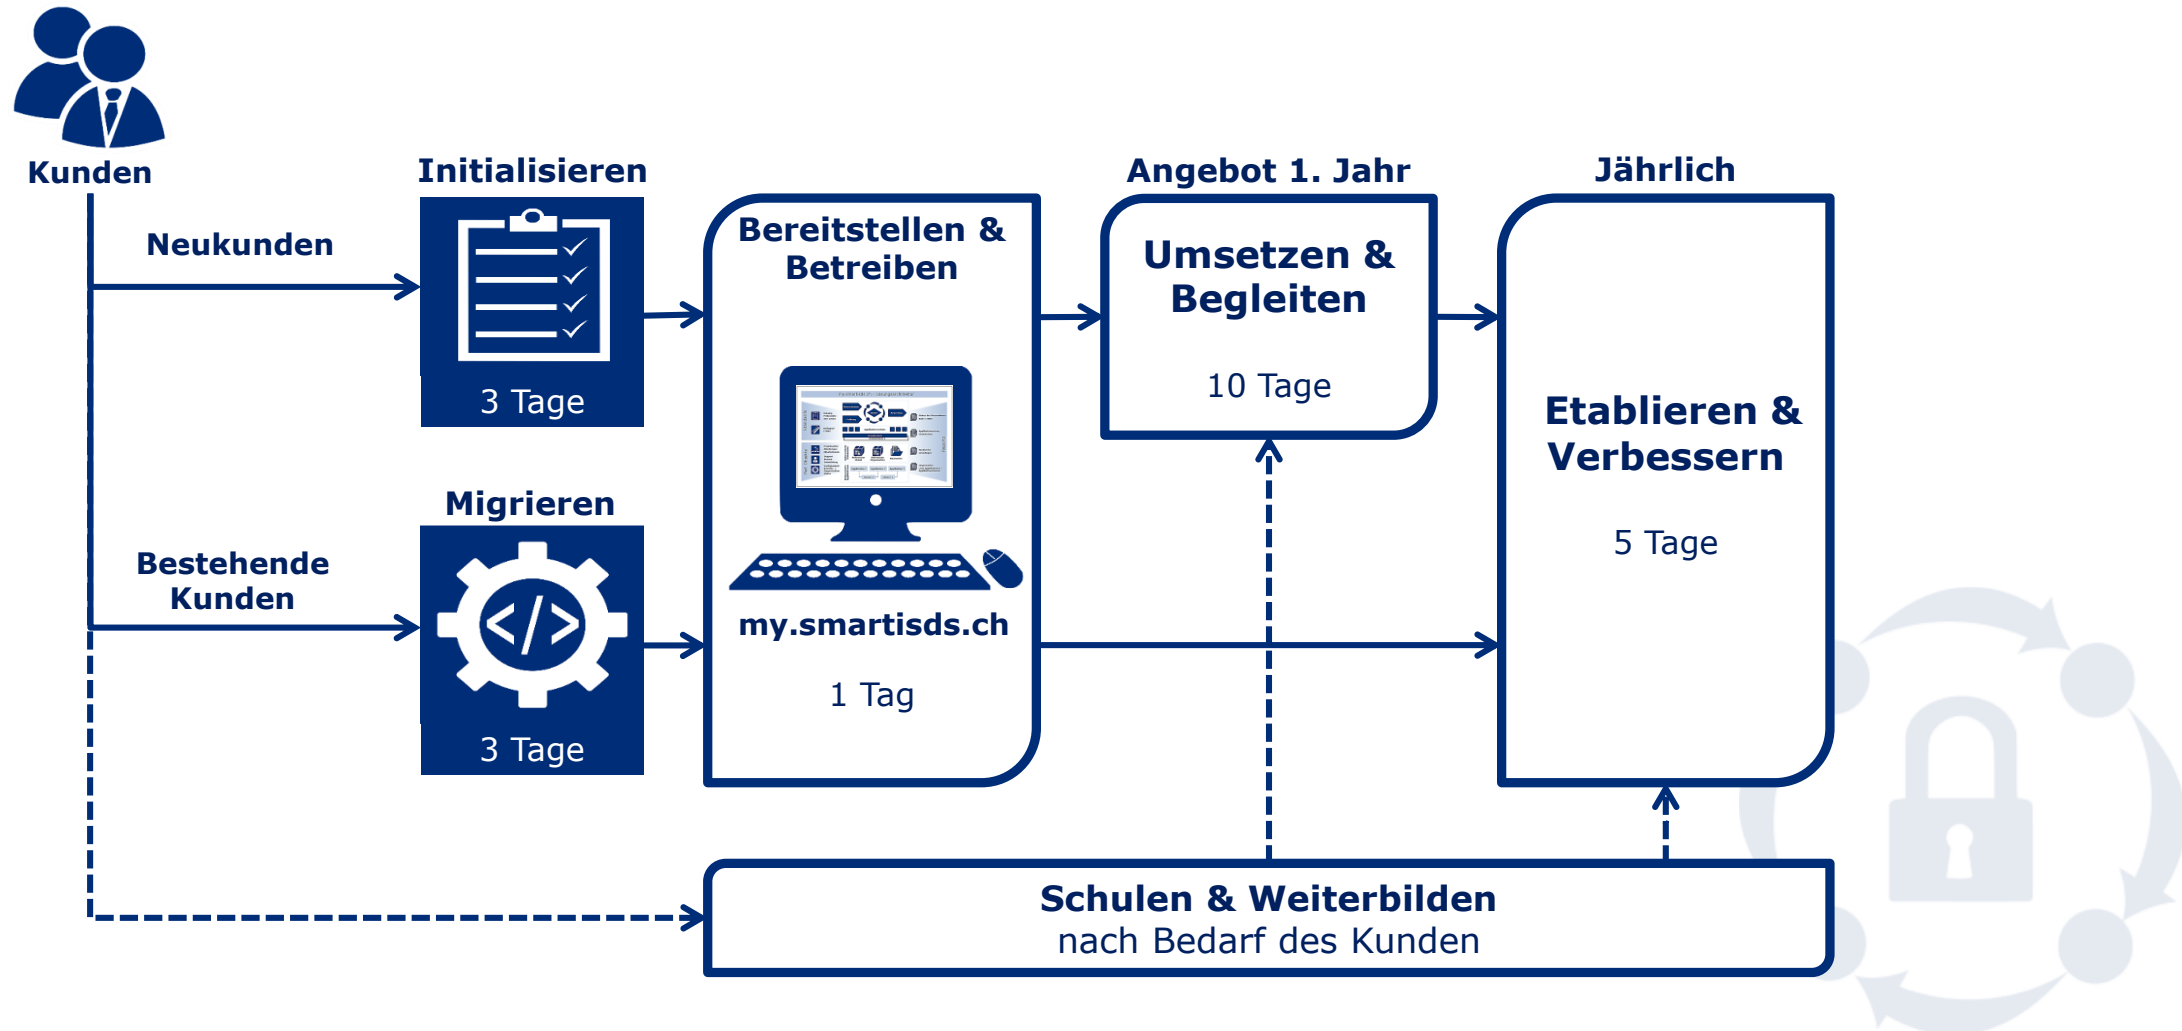 Kunden
Neukunden
Bestehende
Kunden
Initialisieren
3 Tage
Migrieren
</>
3 Tage
Bereitstellen &
Betreiben
my.smartisds.ch
1 Tag
Angebot 1. Jahr
Umsetzen &
Begleiten
10 Tage
Jährlich
Etablieren &
Verbessern
5 Tage
Schulen & Weiterbilden
nach Bedarf des Kunden